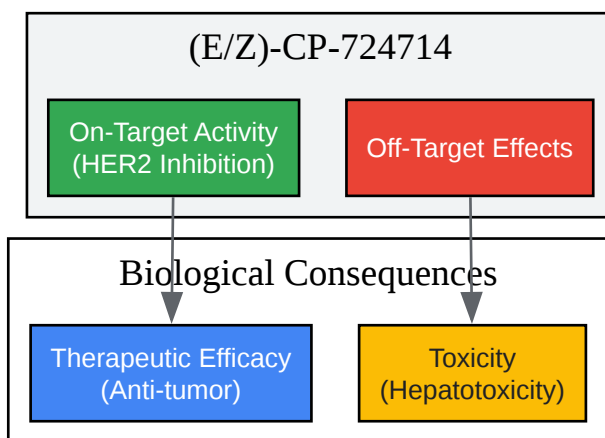 (E/Z)-CP-724714
On-Target Activity
(HER2 Inhibition)
Off-Target Effects
Biological Consequences
Therapeutic Efficacy
(Anti-tumor)
Toxicity
(Hepatotoxicity)